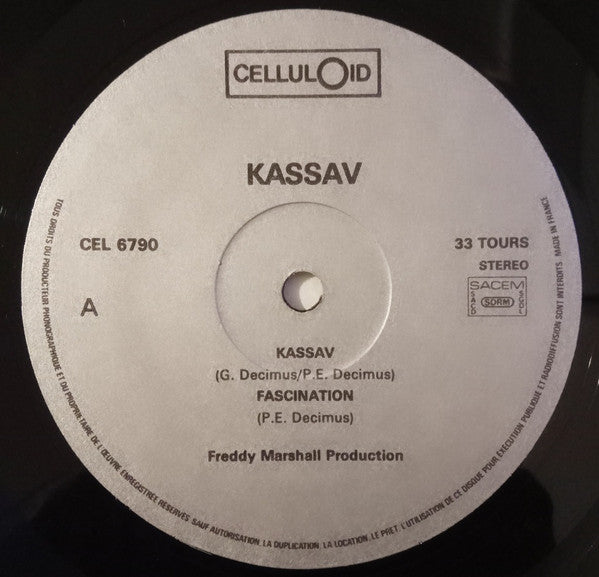 CELLULOID
KASSAV
CEL 6790
33 TOURS
STEREO
A
SACEM
SACD
SDRM
SGDL
KASSAV
(G. Decimus/P.E. Decimus)
FASCINATION
(P.E. Decimus)
Freddy Marshall Production
TOUS DROITS DU PRODUCTEUR PHONOGRAPHIQUE ET DU PROPRIETAIRE DE L'OEUVRE ENREGISTREE RESERVES. SAUF AUTORISATION, LA DUPLICATION, LA LOCATION, LE PRET, L'UTILISATION DE CE DISQUE POUR EXECUTION PUBLIQUE ET RADIODIFFUSION SONT INTERDITS. MADE IN FRANCE